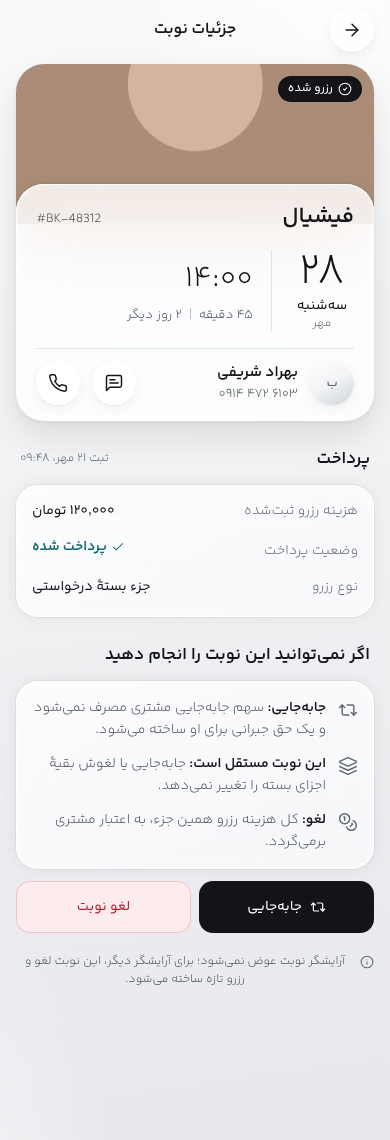 جزئیات نوبت
رزرو شده
فیشیال
#BK-48312
۲۸
سه‌شنبه
مهر
۱۴:۰۰
۴۵ دقیقه | ۲ روز دیگر
ب
بهراد شریفی
۰۹۱۴ ۴۷۲ ۶۱۰۳
پرداخت
ثبت ۲۱ مهر، ۰۹:۴۸
هزینه رزرو ثبت‌شده
۱۲۰,۰۰۰ تومان
وضعیت پرداخت
پرداخت شده
نوع رزرو
جزء بستهٔ درخواستی
اگر نمی‌توانید این نوبت را انجام دهید
جابه‌جایی: سهم جابه‌جایی مشتری مصرف نمی‌شود
و یک حق جبرانی برای او ساخته می‌شود.
این نوبت مستقل است: جابه‌جایی یا لغوش بقیهٔ
اجزای بسته را تغییر نمی‌دهد.
لغو: کل هزینه رزرو همین جزء، به اعتبار مشتری
برمی‌گردد.
جابه‌جایی
لغو نوبت
آرایشگر نوبت عوض نمی‌شود؛ برای آرایشگر دیگر، این نوبت لغو و
رزرو تازه ساخته می‌شود.